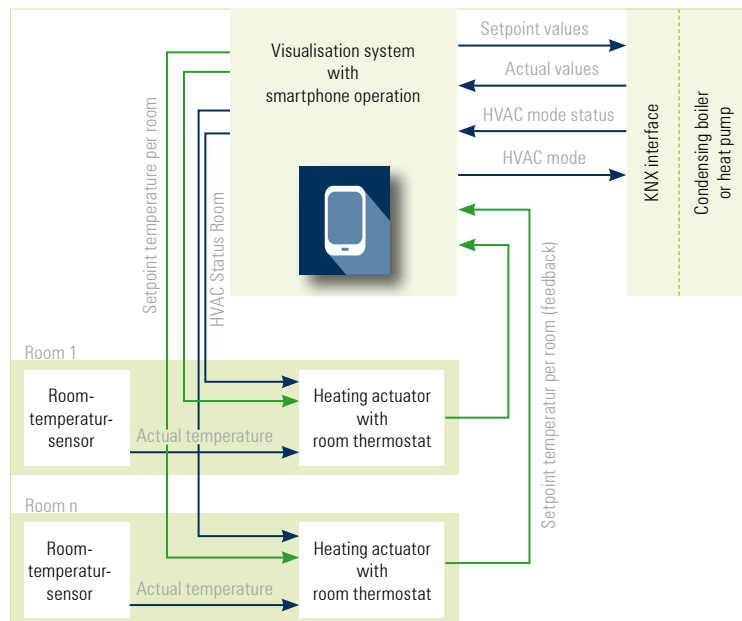 Visualisation system
with
smartphone operation
Setpoint values
Actual values
HVAC mode status
HVAC mode
KNX interface
Condensing boiler
or heat pump
Setpoint temperature per room
HVAC Status Room
Setpoint temperatur per room (feedback)
Room 1
Room-
temperatur-
sensor
Actual temperature
Heating actuator
with
room thermostat
Room n
Room-
temperatur-
sensor
Actual temperature
Heating actuator
with
room thermostat